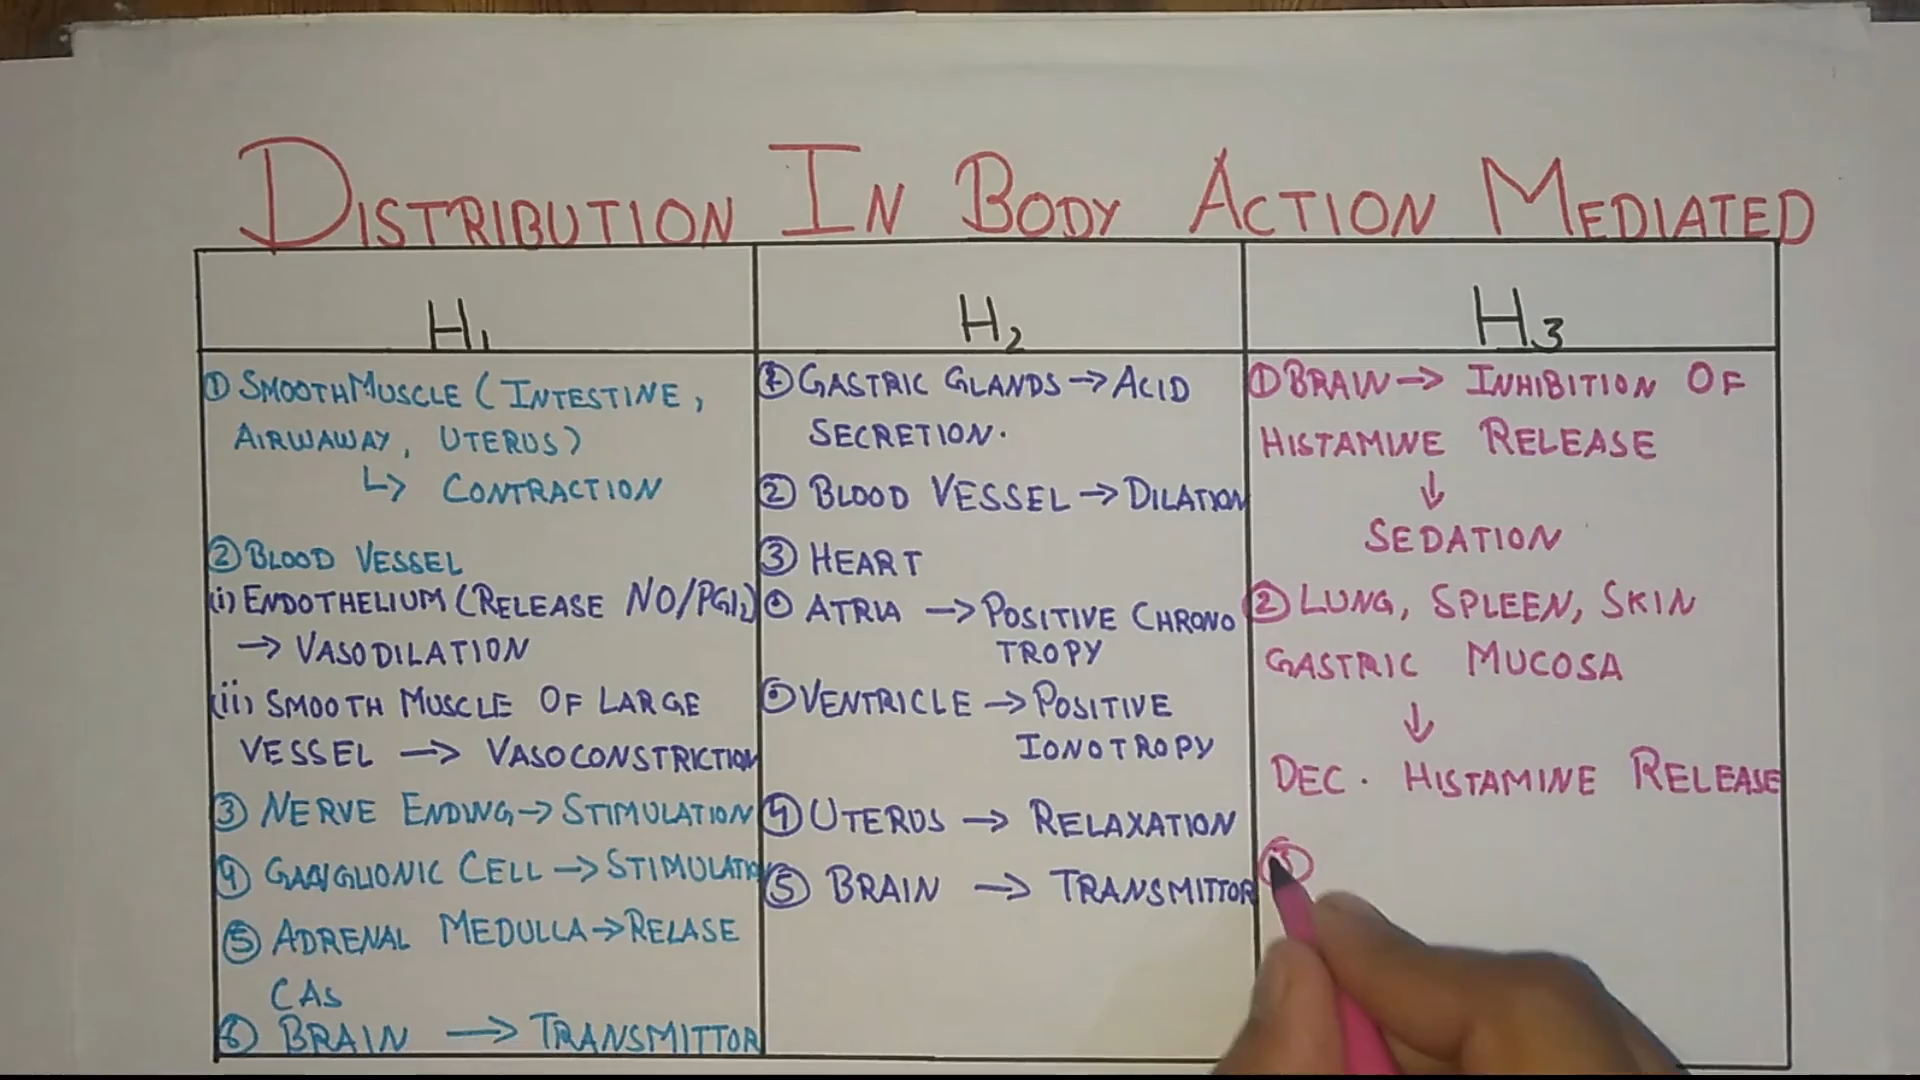 DISTRIBUTION IN BODY ACTION MEDIATED
H1
① SMOOTHMUSCLE (INTESTINE,
AIRWAWAY, UTERUS)
↳ CONTRACTION
② BLOOD VESSEL
(i) ENDOTHELIUM (RELEASE NO/PGI2)
→ VASODILATION
(ii) SMOOTH MUSCLE OF LARGE
VESSEL → VASOCONSTRICTION
③ NERVE ENDING → STIMULATION
④ GANGLIONIC CELL → STIMULATIO
⑤ ADRENAL MEDULLA → RELASE
CAS
⑥ BRAIN → TRANSMITTOR
H2
① GASTRIC GLANDS → ACID
SECRETION.
② BLOOD VESSEL → DILATION
③ HEART
⊙ ATRIA → POSITIVE CHRONO
TROPY
⊙ VENTRICLE → POSITIVE
IONOTROPY
④ UTERUS → RELAXATION
⑤ BRAIN → TRANSMITTOR
H3
① BRAIN → INHIBITION OF
HISTAMINE RELEASE
↓
SEDATION
② LUNG, SPLEEN, SKIN
GASTRIC MUCOSA
↓
DEC. HISTAMINE RELEASE